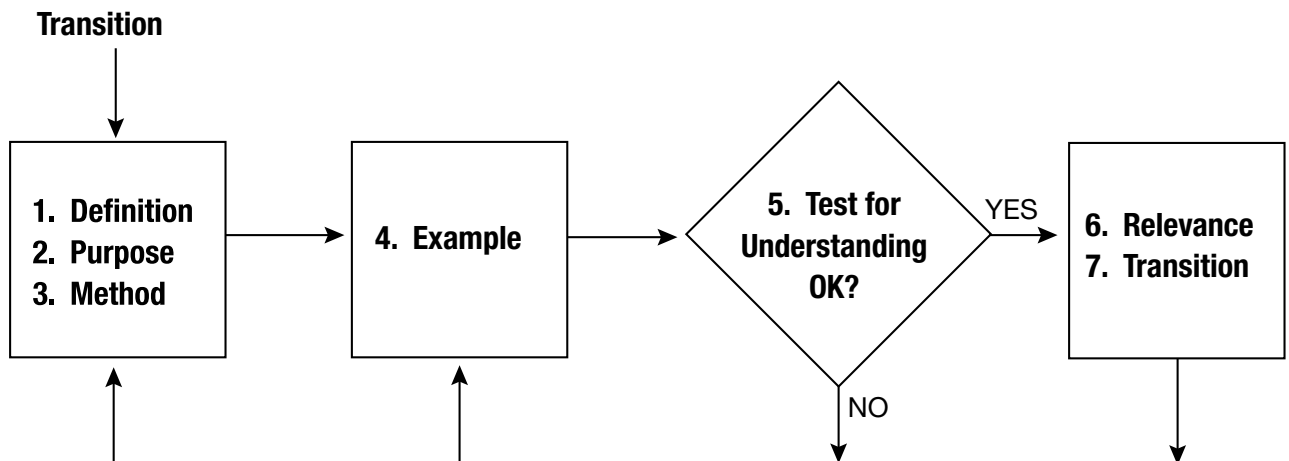 Transition
1. Definition
2. Purpose
3. Method
4. Example
5. Test for
Understanding
OK?
YES
NO
6. Relevance
7. Transition